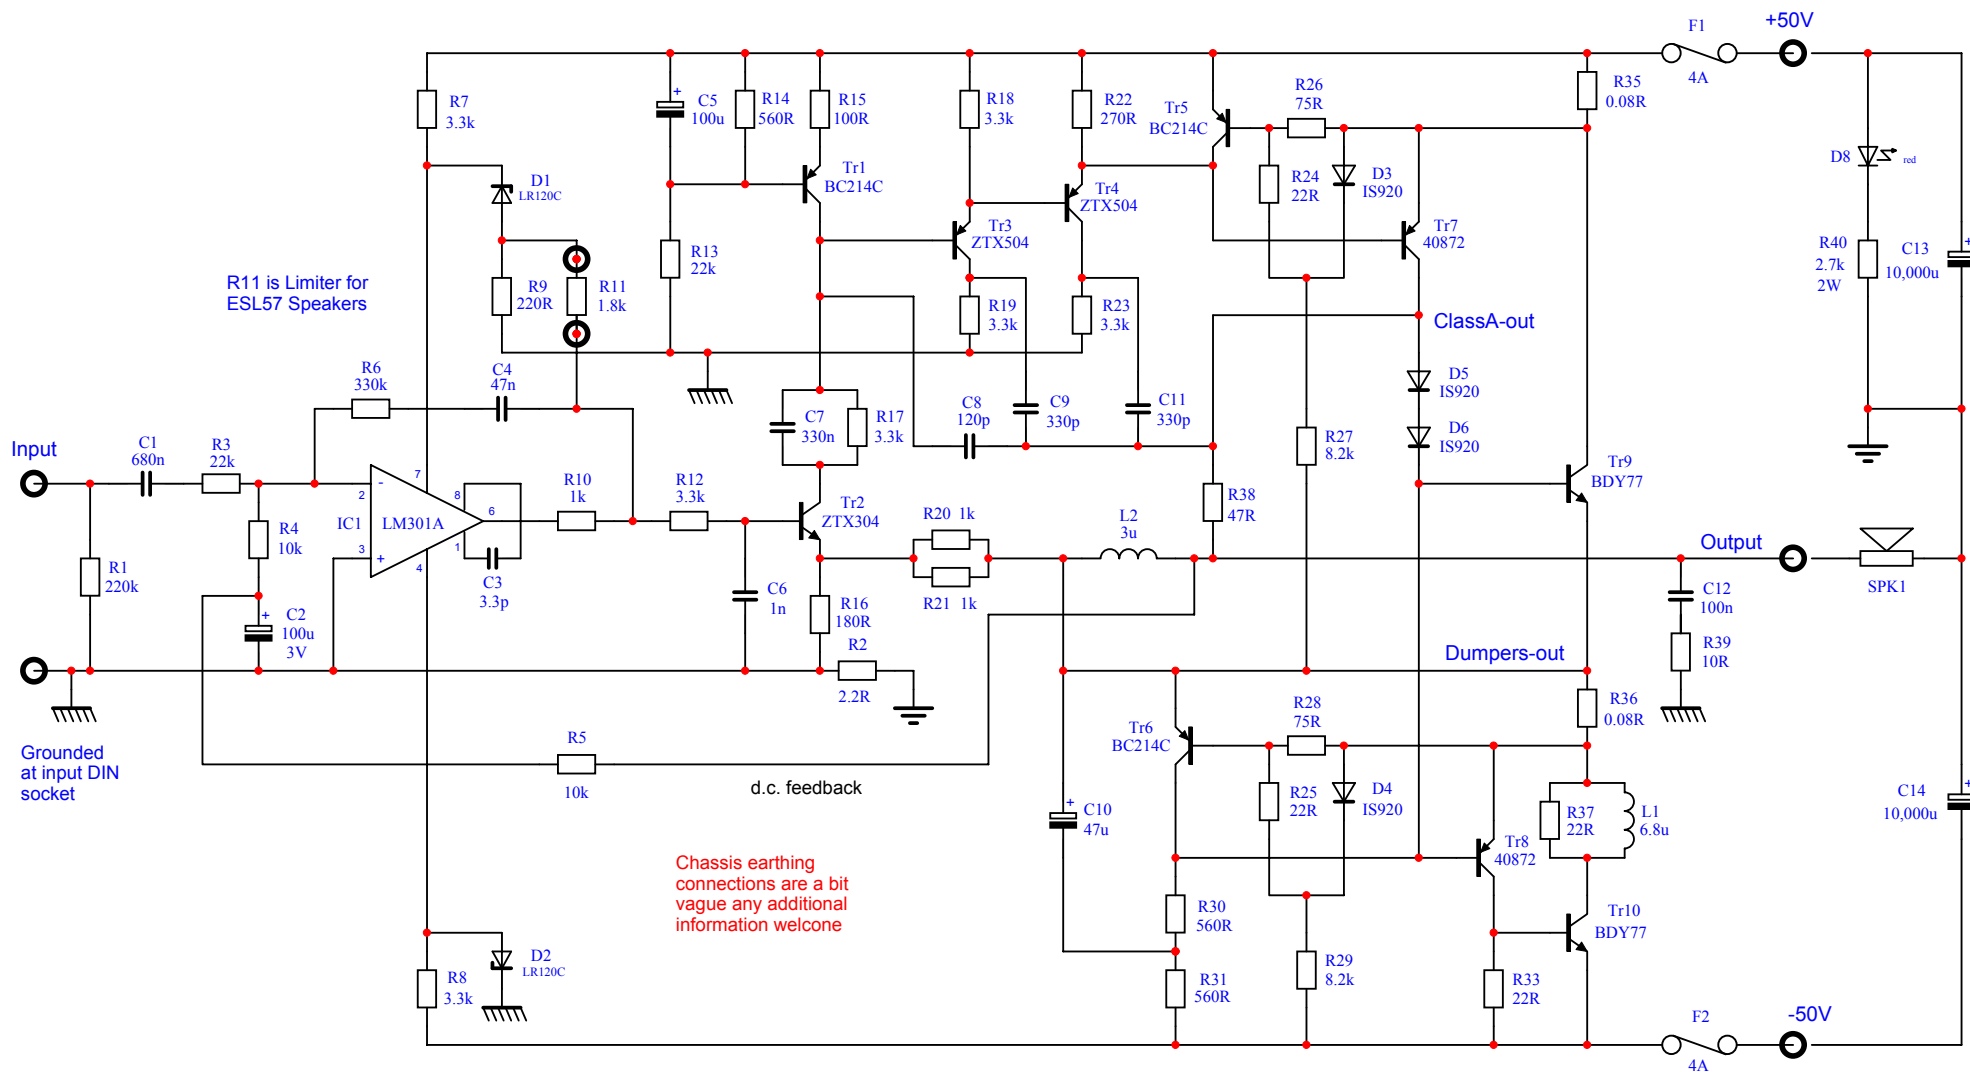 F1
4A
+50V
R7
3.3k
C5
100u
+
R14
560R
R15
100R
R18
3.3k
R22
270R
Tr5
BC214C
R26
75R
R35
0.08R
D8
red
D1
LR120C
Tr1
BC214C
Tr3
ZTX504
Tr4
ZTX504
R24
22R
D3
IS920
Tr7
40872
R40
2.7k
2W
C13
10,000u
+
R11 is Limiter for
ESL57 Speakers
R9
220R
R11
1.8k
R13
22k
R19
3.3k
R23
3.3k
ClassA-out
R6
330k
C4
47n
D5
IS920
D6
IS920
C7
330n
R17
3.3k
C8
120p
C9
330p
C11
330p
R27
8.2k
Input
C1
680n
R3
22k
R4
10k
R1
220k
C2
100u
3V
+
IC1
LM301A
-
+
2
3
7
4
8
1
6
C3
3.3p
R10
1k
R12
3.3k
C6
1n
Tr2
ZTX304
R16
180R
R2
2.2R
R20 1k
R21 1k
L2
3u
R38
47R
Tr9
BDY77
Output
SPK1
C12
100n
R39
10R
Dumpers-out
R36
0.08R
Grounded
at input DIN
socket
R5
10k
d.c. feedback
Tr6
BC214C
R28
75R
R25
22R
D4
IS920
C10
47u
+
Tr8
40872
R37
22R
L1
6.8u
C14
10,000u
+
Chassis earthing
connections are a bit
vague any additional
information welcone
R30
560R
R31
560R
R29
8.2k
R33
22R
Tr10
BDY77
R8
3.3k
D2
LR120C
F2
4A
-50V